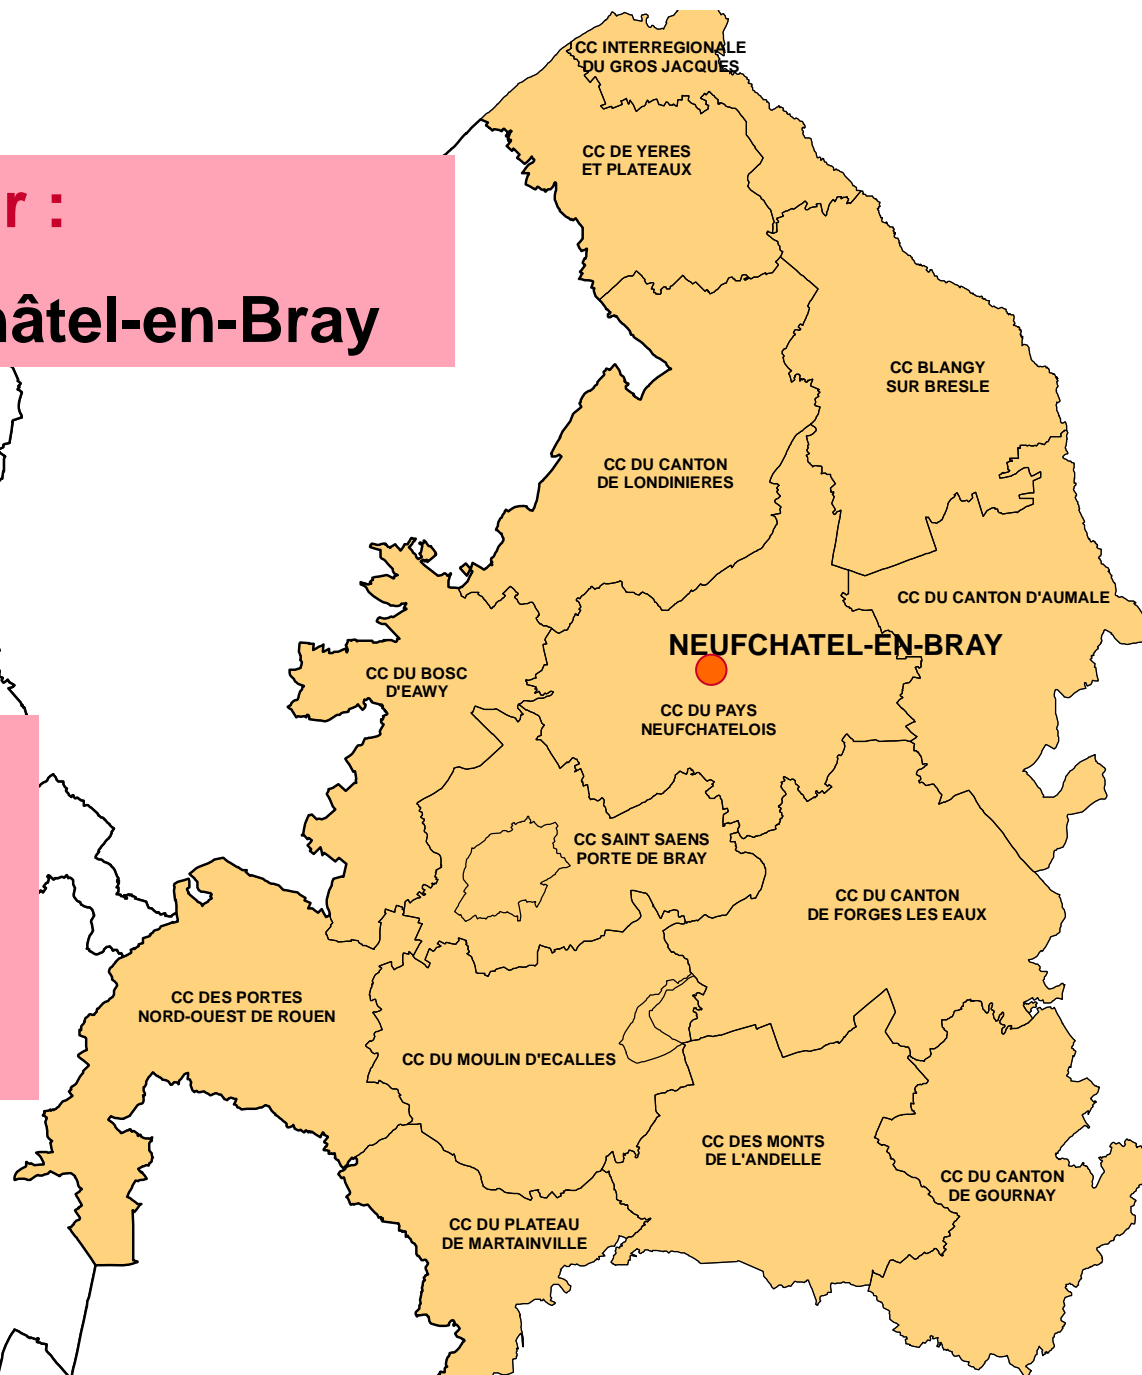 CC INTERREGIONALE
DU GROS JACQUES
CC DE YERES
ET PLATEAUX
r :
âtel-en-Bray
CC BLANGY
SUR BRESLE
CC DU CANTON
DE LONDINIERES
CC DU CANTON D'AUMALE
NEUFCHATEL-EN-BRAY
CC DU BOSC
D'EAWY
CC DU PAYS
NEUFCHATELOIS
CC SAINT SAENS
PORTE DE BRAY
CC DU CANTON
DE FORGES LES EAUX
CC DES PORTES
NORD-OUEST DE ROUEN
CC DU MOULIN D'ECALLES
CC DES MONTS
DE L'ANDELLE
CC DU CANTON
DE GOURNAY
CC DU PLATEAU
DE MARTAINVILLE